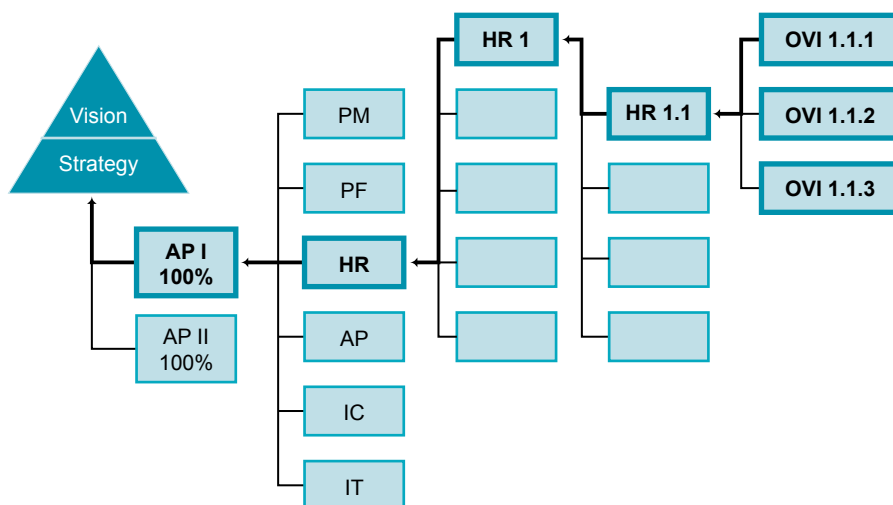 Vision
Strategy
AP I
100%
AP II
100%
PM
PF
HR
AP
IC
IT
HR 1
HR 1.1
OVI 1.1.1
OVI 1.1.2
OVI 1.1.3